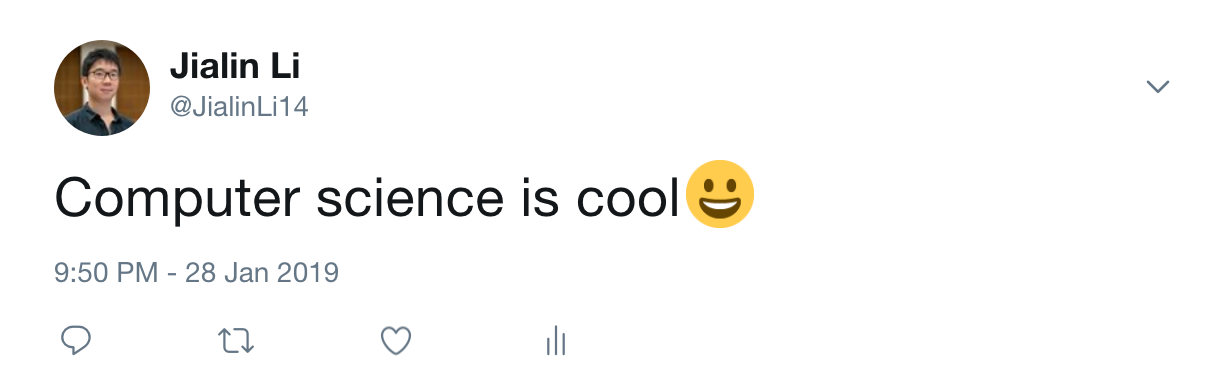 Jialin Li
@JialinLi14
Computer science is cool😀
9:50 PM - 28 Jan 2019